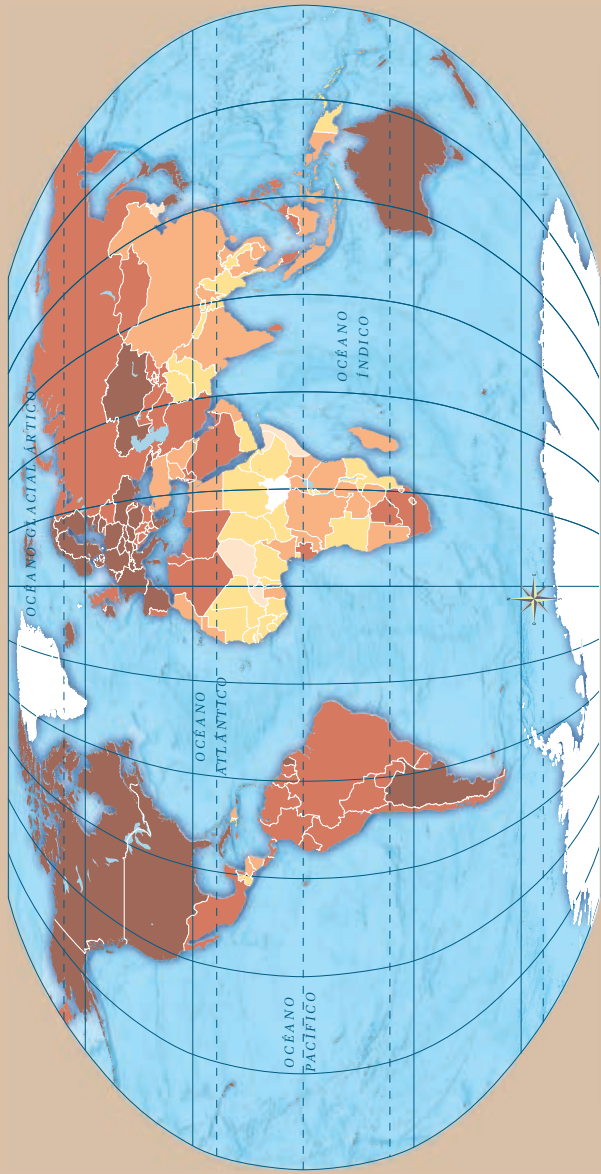 OCÉANO GLACIAL ÁRTICO
OCÉANO
ATLÁNTICO
OCÉANO
PACÍFICO
OCÉANO
ÍNDICO